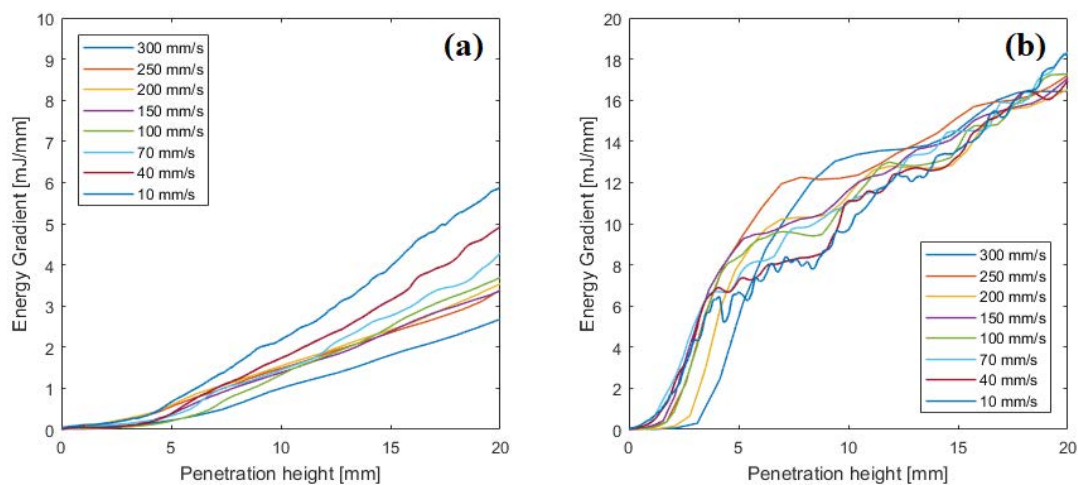 (a)
10
9
8
7
6
5
4
3
2
1
0
Energy Gradient [mJ/mm]
300 mm/s
250 mm/s
200 mm/s
150 mm/s
100 mm/s
70 mm/s
40 mm/s
10 mm/s
0 5 10 15 20
Penetration height [mm]
(b)
20
18
16
14
12
10
8
6
4
2
0
Energy Gradient [mJ/mm]
300 mm/s
250 mm/s
200 mm/s
150 mm/s
100 mm/s
70 mm/s
40 mm/s
10 mm/s
0 5 10 15 20
Penetration height [mm]